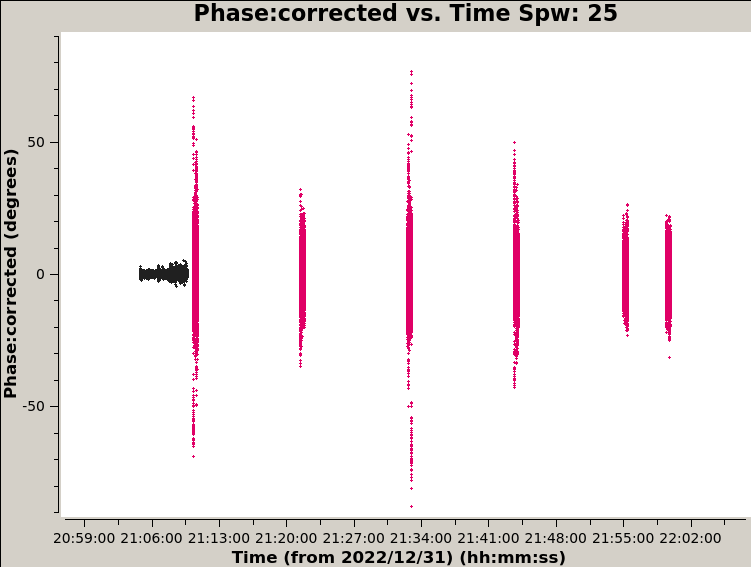 Phase:corrected vs. Time Spw: 25
Phase:corrected (degrees)
50
0
-50
20:59:00 21:06:00 21:13:00 21:20:00 21:27:00 21:34:00 21:41:00 21:48:00 21:55:00 22:02:00
Time (from 2022/12/31) (hh:mm:ss)